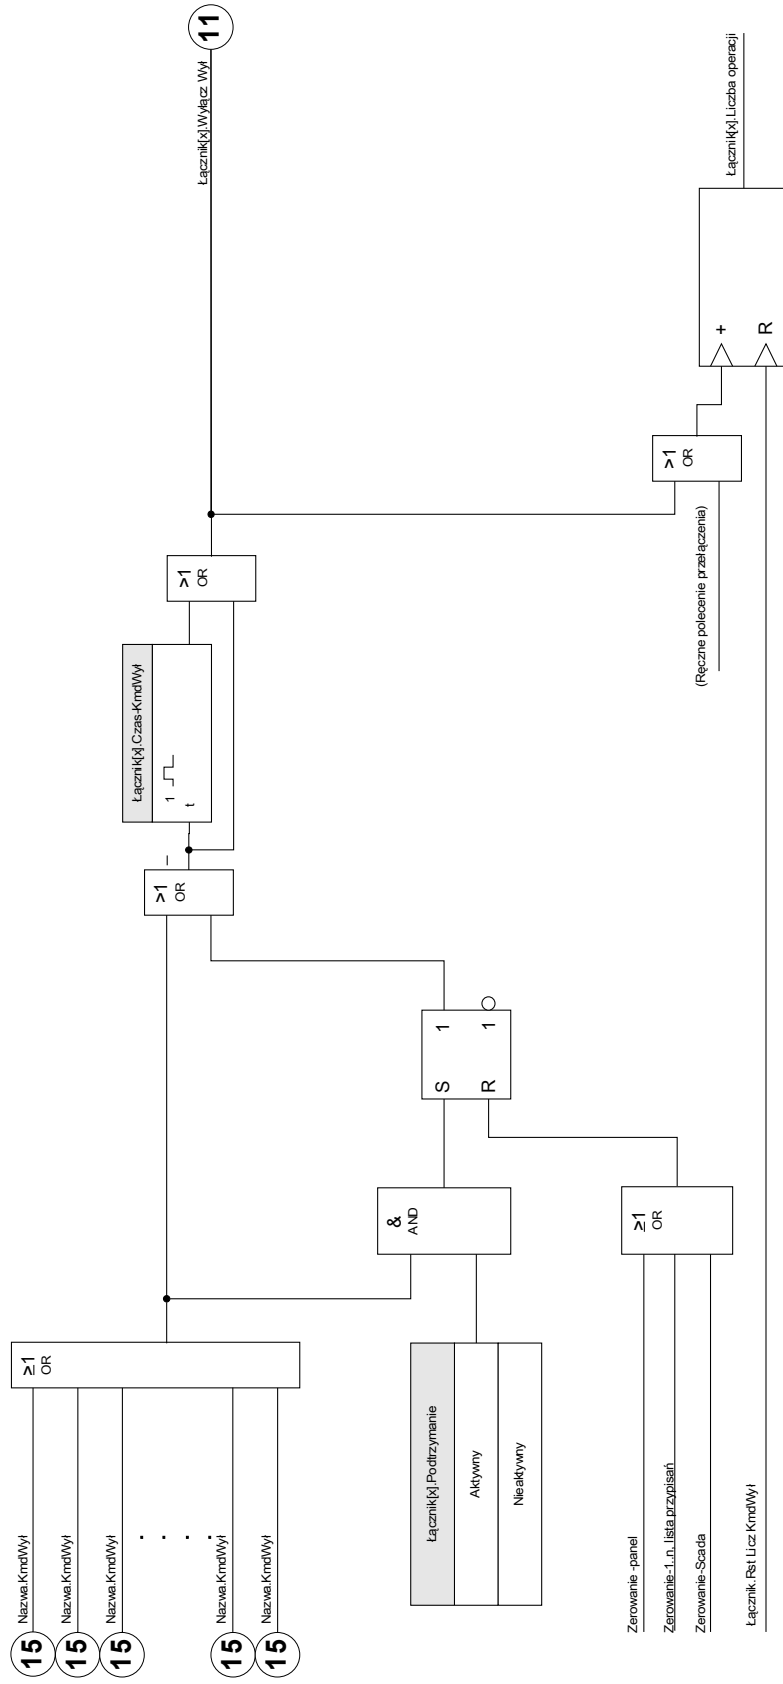 15 Nazwa.KmdWył
15 Nazwa.KmdWył
15 Nazwa.KmdWył
. . . .
15 Nazwa.KmdWył
15 Nazwa.KmdWył
≥1
OR
Łącznik[x].Podtrzymanie
Aktywny
Nieaktywny
&
AND
S 1
R 1
Zerowanie -panel
Zerowanie-1..n, lista przypisań
Zerowanie-Scada
≥1
OR
>1
OR
Łącznik[x].Czas-KmdWył
1
t
>1
OR
Łącznik[x].Wyłącz Wył
11
(Ręczne polecenie przełączenia)
>1
OR
Łącznik.Rst Licz KmdWył
+
R
Łącznik[x].Liczba operacji